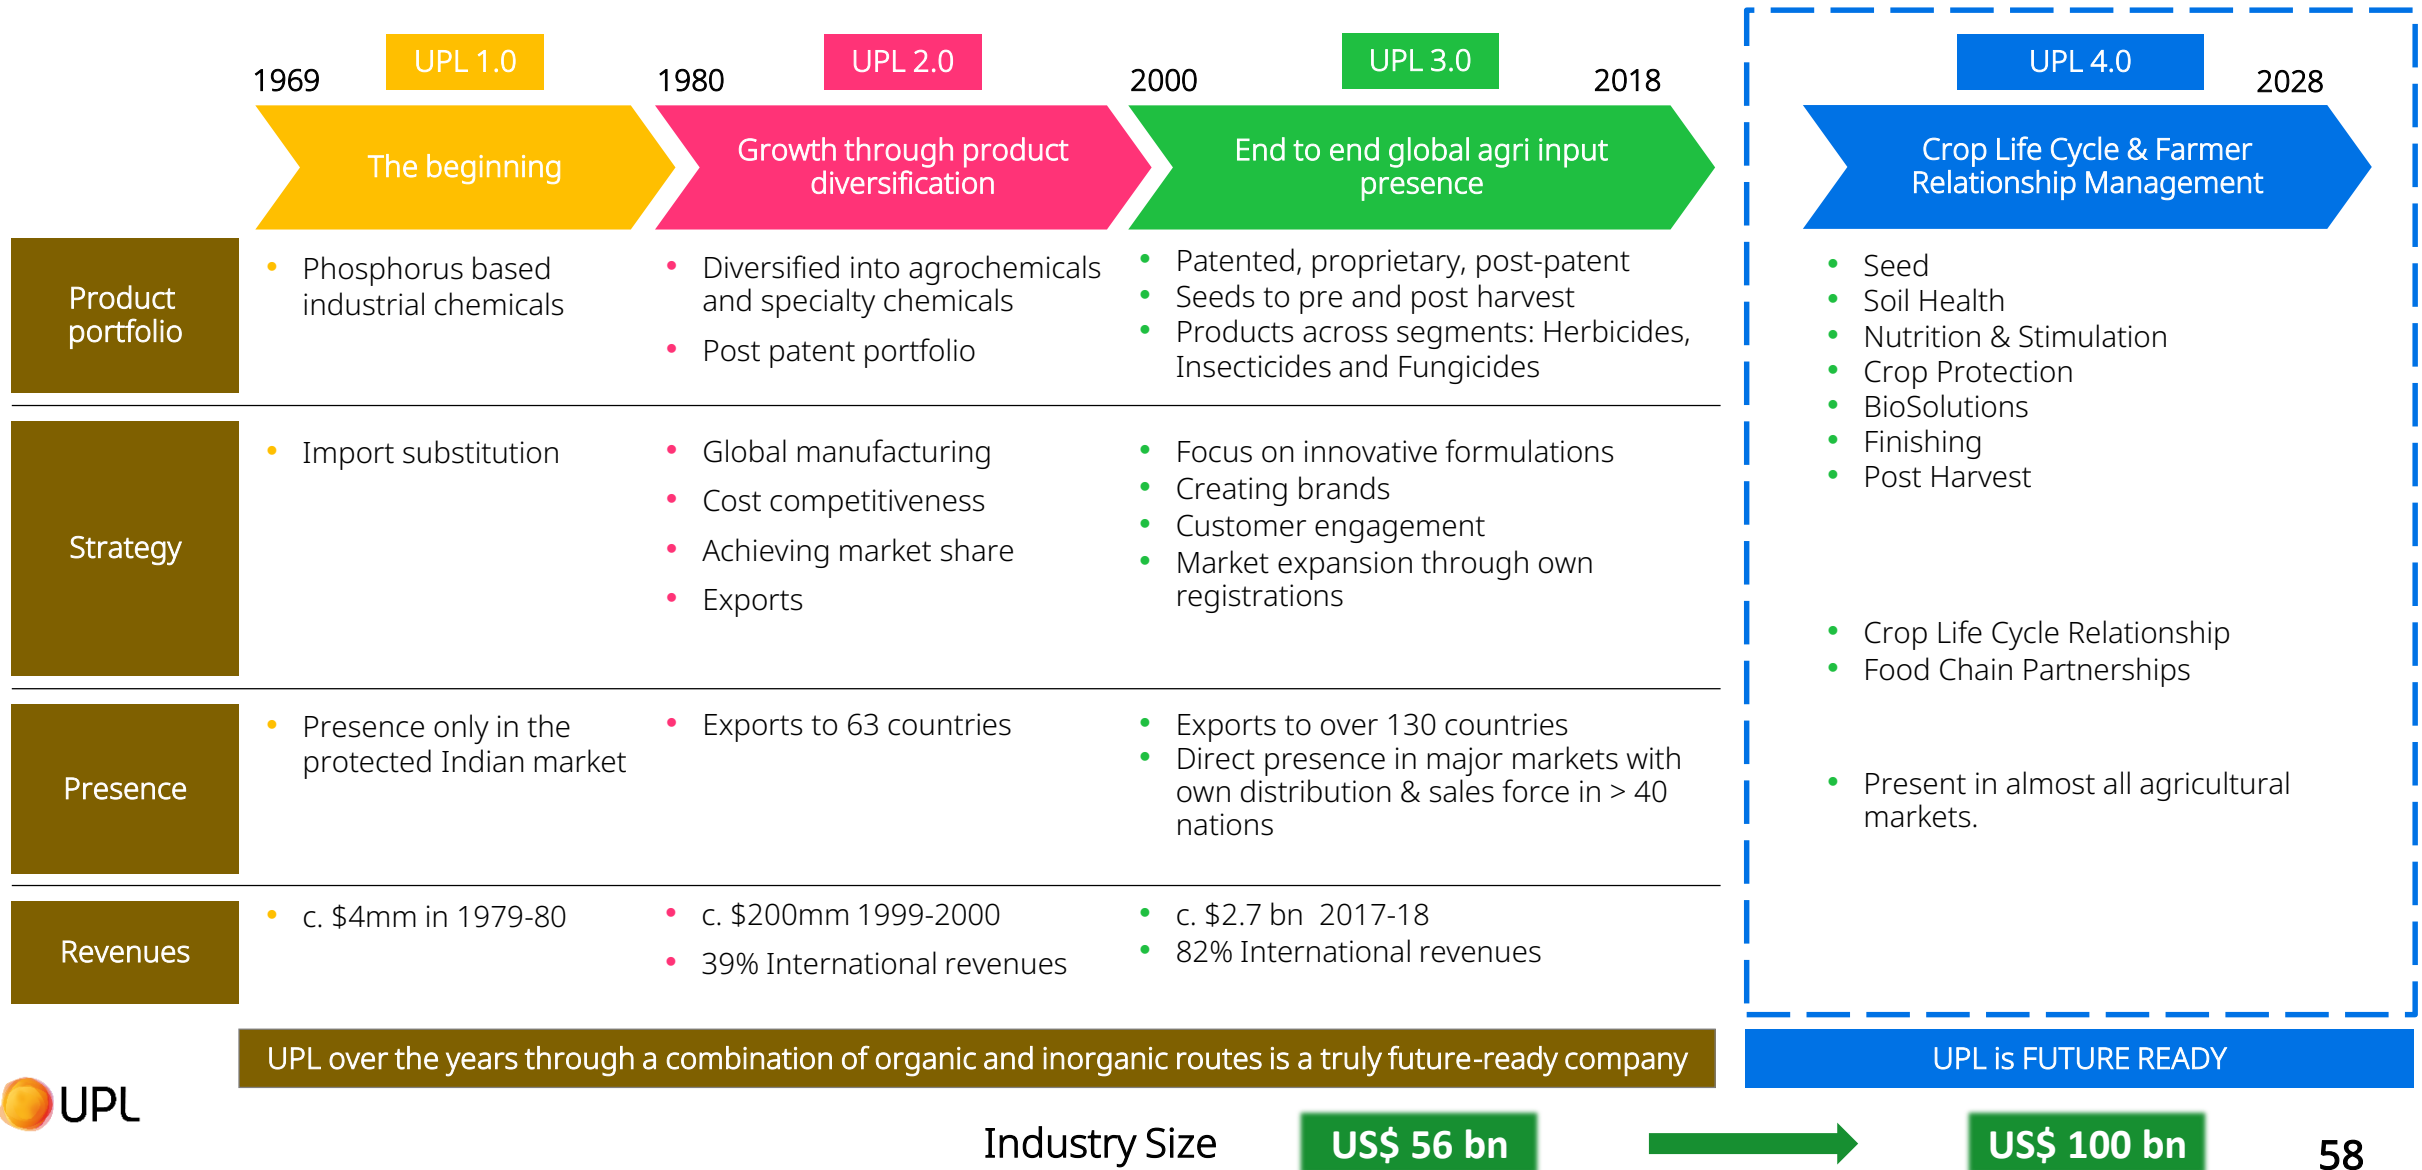 UPL 1.0
UPL 2.0
UPL 3.0
UPL 4.0
1969
1980
2000
2018
2028
The beginning
Growth through product
diversification
End to end global agri input
presence
Crop Life Cycle & Farmer
Relationship Management
Product
portfolio
• Phosphorus based
industrial chemicals
• Diversified into agrochemicals
and specialty chemicals
• Post patent portfolio
• Patented, proprietary, post-patent
• Seeds to pre and post harvest
• Products across segments: Herbicides,
Insecticides and Fungicides
• Seed
• Soil Health
• Nutrition & Stimulation
• Crop Protection
• BioSolutions
• Finishing
• Post Harvest
Strategy
• Import substitution
• Global manufacturing
• Cost competitiveness
• Achieving market share
• Exports
• Focus on innovative formulations
• Creating brands
• Customer engagement
• Market expansion through own
registrations
• Crop Life Cycle Relationship
• Food Chain Partnerships
Presence
• Presence only in the
protected Indian market
• Exports to 63 countries
• Exports to over 130 countries
• Direct presence in major markets with
own distribution & sales force in > 40
nations
• Present in almost all agricultural
markets.
Revenues
• c. $4mm in 1979-80
• c. $200mm 1999-2000
• 39% International revenues
• c. $2.7 bn 2017-18
• 82% International revenues
UPL over the years through a combination of organic and inorganic routes is a truly future-ready company
UPL is FUTURE READY
UPL
Industry Size
US$ 56 bn
US$ 100 bn
58